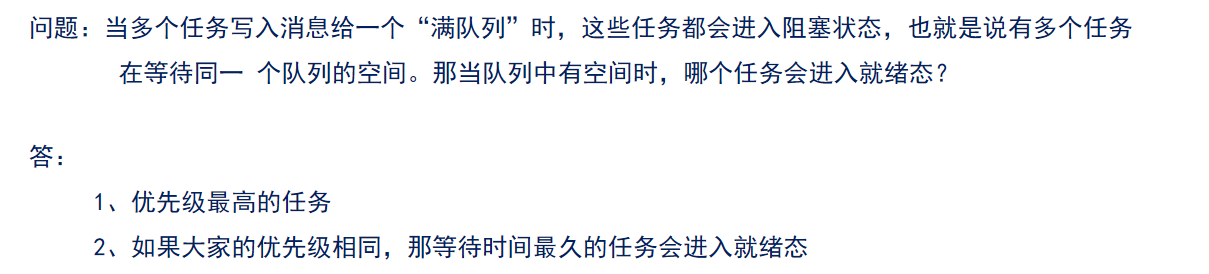 问题：当多个任务写入消息给一个“满队列”时，这些任务都会进入阻塞状态，也就是说有多个任务
在等待同一 个队列的空间。那当队列中有空间时，哪个任务会进入就绪态？
答：
1、优先级最高的任务
2、如果大家的优先级相同，那等待时间最久的任务会进入就绪态